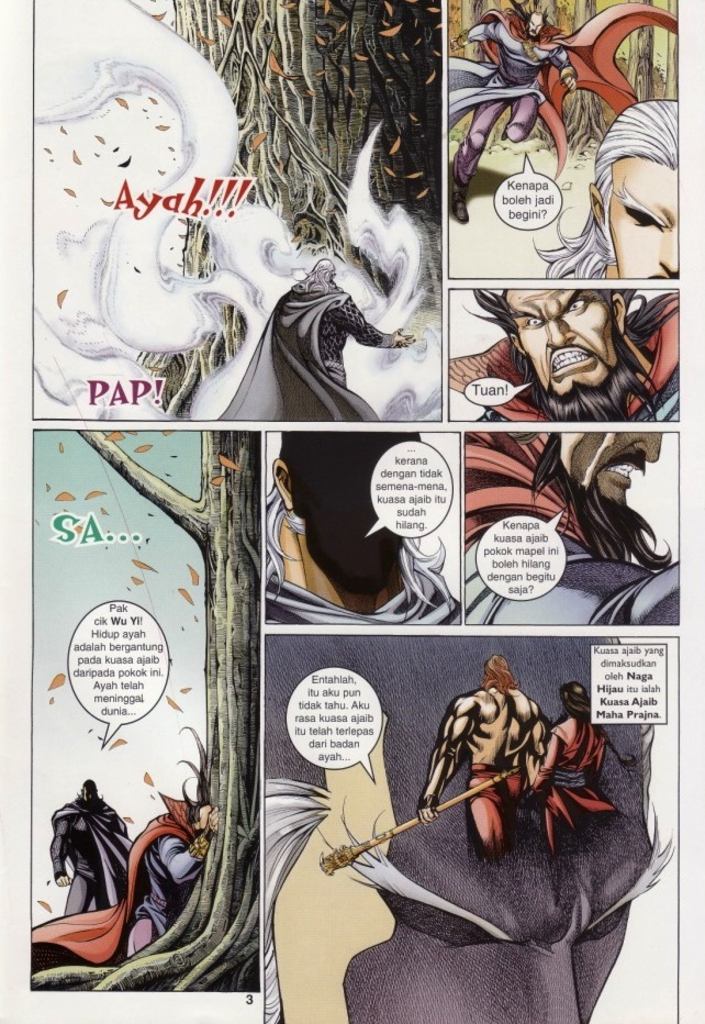 Ayah!!!
PAP!
Kenapa
boleh jadi
begini?
Tuan!
SA...
Pak
cik Wu Yi!
Hidup ayah
adalah bergantung
pada kuasa ajaib
daripada pokok ini.
Ayah telah
meninggal
dunia...
...
kerana
dengan tidak
semena-mena,
kuasa ajaib itu
sudah
hilang.
Kenapa
kuasa ajaib
pokok mapel ini
boleh hilang
dengan begitu
saja?
Entahlah,
itu aku pun
tidak tahu. Aku
rasa kuasa ajaib
itu telah terlepas
dari badan
ayah...
Kuasa ajaib yang
dimaksudkan
oleh Naga
Hijau itu ialah
Kuasa Ajaib
Maha Prajna.
3